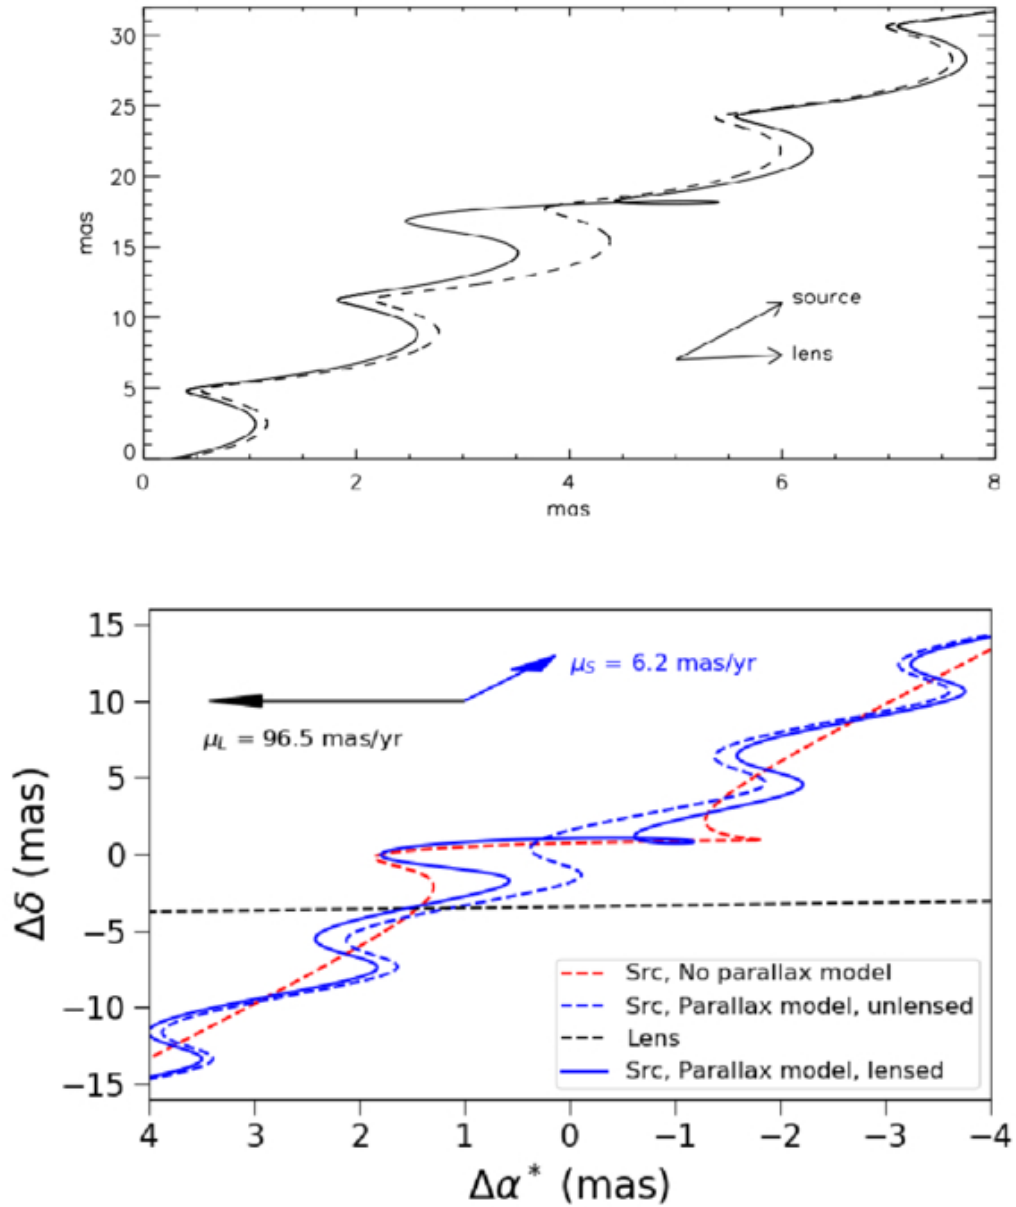 30
25
20
15
10
5
0
mas
source
lens
0 2 4 6 8
mas
15
10
5
0
−5
−10
−15
Δδ (mas)
μS = 6.2 mas/yr
μL = 96.5 mas/yr
Src, No parallax model
Src, Parallax model, unlensed
Lens
Src, Parallax model, lensed
4 3 2 1 0 −1 −2 −3 −4
Δα* (mas)